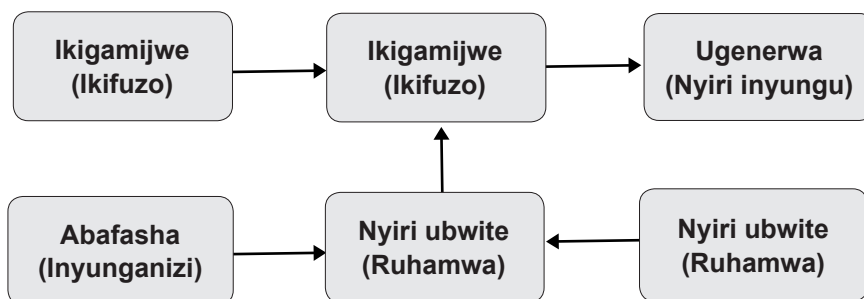 Ikigamijwe
(Ikifuzo)
Ikigamijwe
(Ikifuzo)
Ugenerwa
(Nyiri inyungu)
Abafasha
(Inyunganizi)
Nyiri ubwite
(Ruhamwa)
Nyiri ubwite
(Ruhamwa)